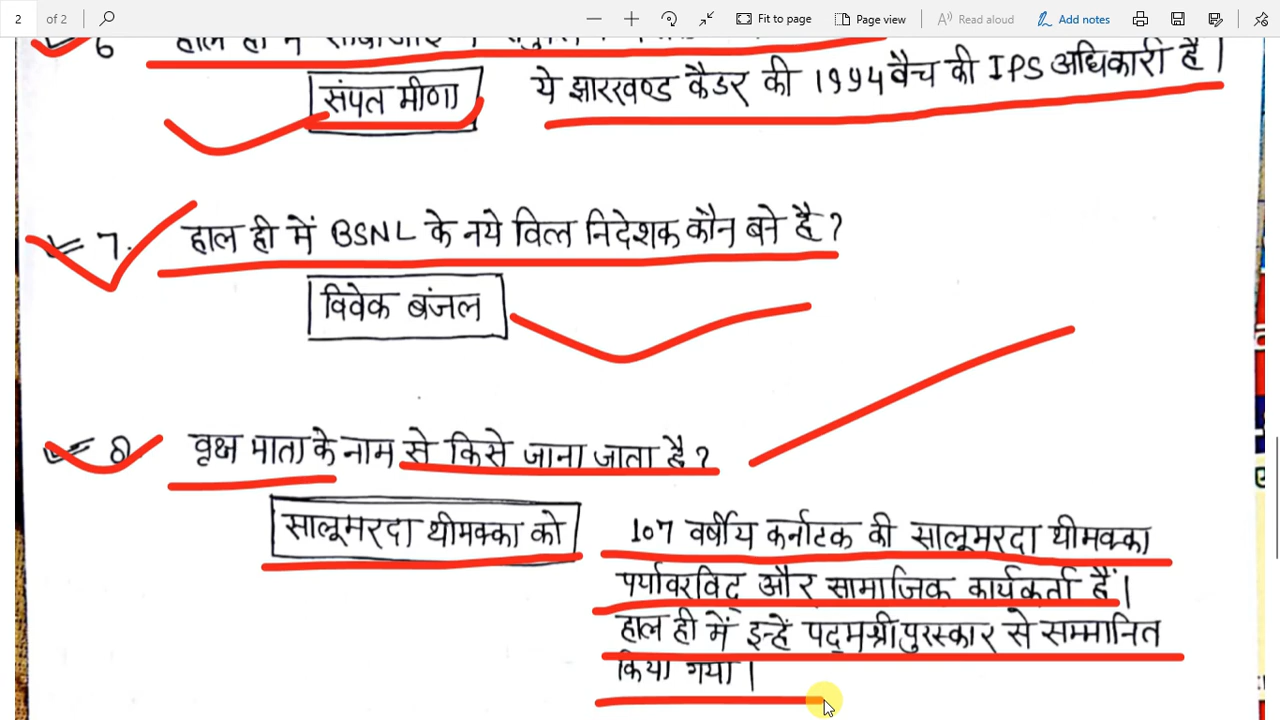 2 of 2 Fit to page Page view Read aloud Add notes
6 हाल ही में
संपत मीणा ये झारखण्ड कैडर की 1994 बैच की IPS अधिकारी है।
7. हाल ही में BSNL के नये वित्त निदेशक कौन बने है?
विवेक बंजल
8 वृक्ष माता के नाम से किसे जाना जाता है?
सालूमरदा थीमक्का को
107 वर्षीय कर्नाटक की सालूमरदा थीमक्का
पर्यावरविद् और सामाजिक कार्यकर्ता हैं।
हाल ही में इन्हें पद्मश्री पुरस्कार से सम्मानित
किया गया।